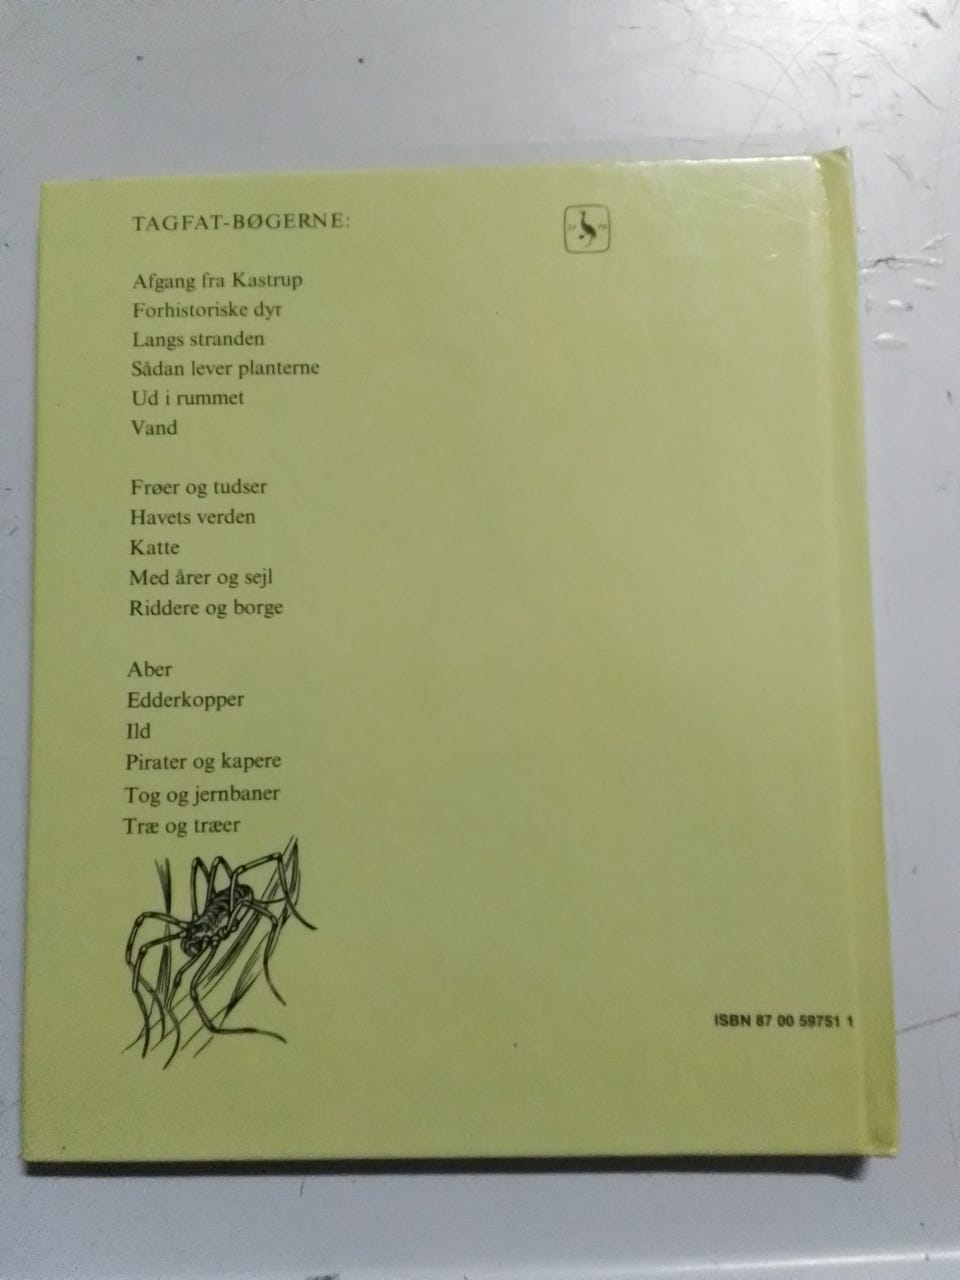 TAGFAT-BØGERNE:
Afgang fra Kastrup
Forhistoriske dyr
Langs stranden
Sådan lever planterne
Ud i rummet
Vand
Frøer og tudser
Havets verden
Katte
Med årer og sejl
Riddere og borge
Aber
Edderkopper
Ild
Pirater og kapere
Tog og jernbaner
Træ og træer
ISBN 87 00 59751 1